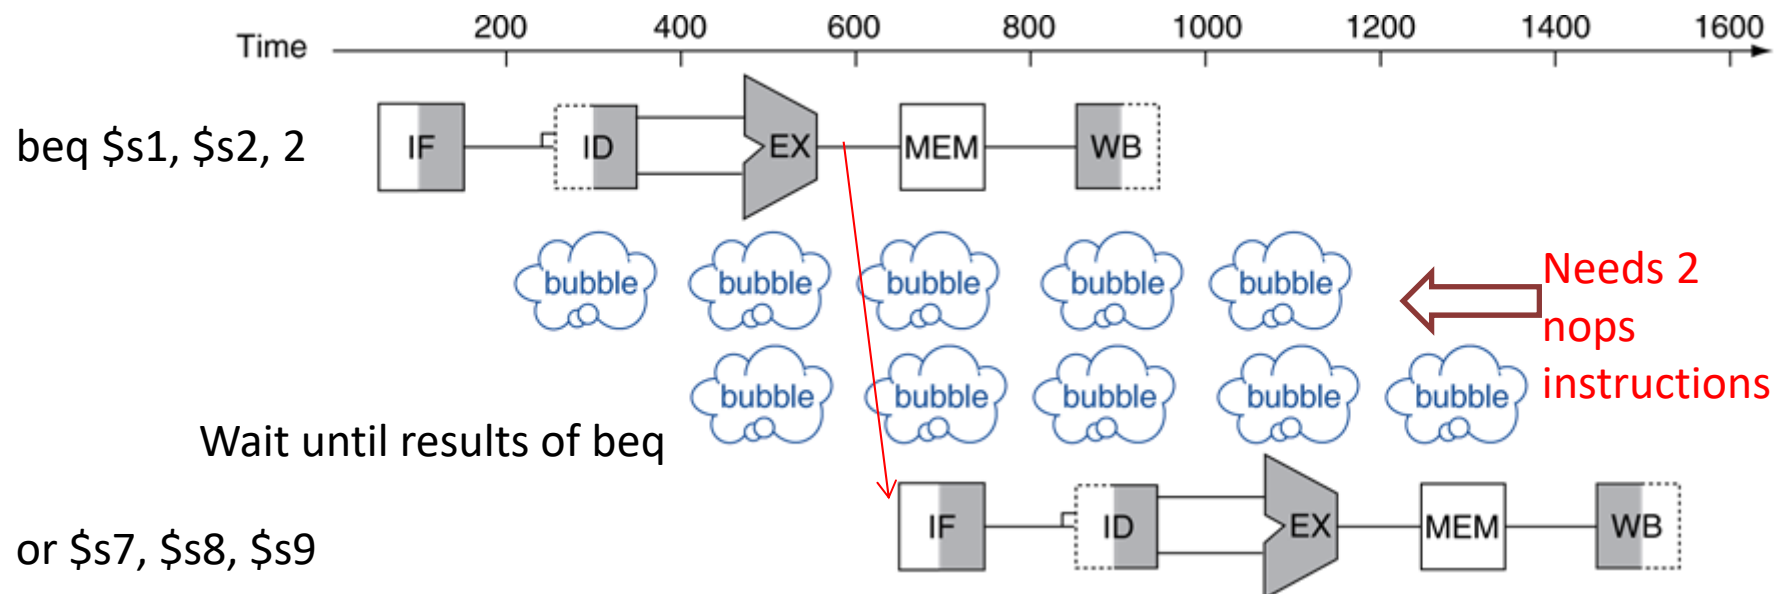 Time 200 400 600 800 1000 1200 1400 1600
beq $s1, $s2, 2 IF ID EX MEM WB
bubble bubble bubble bubble bubble
Needs 2
nops
instructions
bubble bubble bubble bubble bubble
Wait until results of beq
or $s7, $s8, $s9 IF ID EX MEM WB